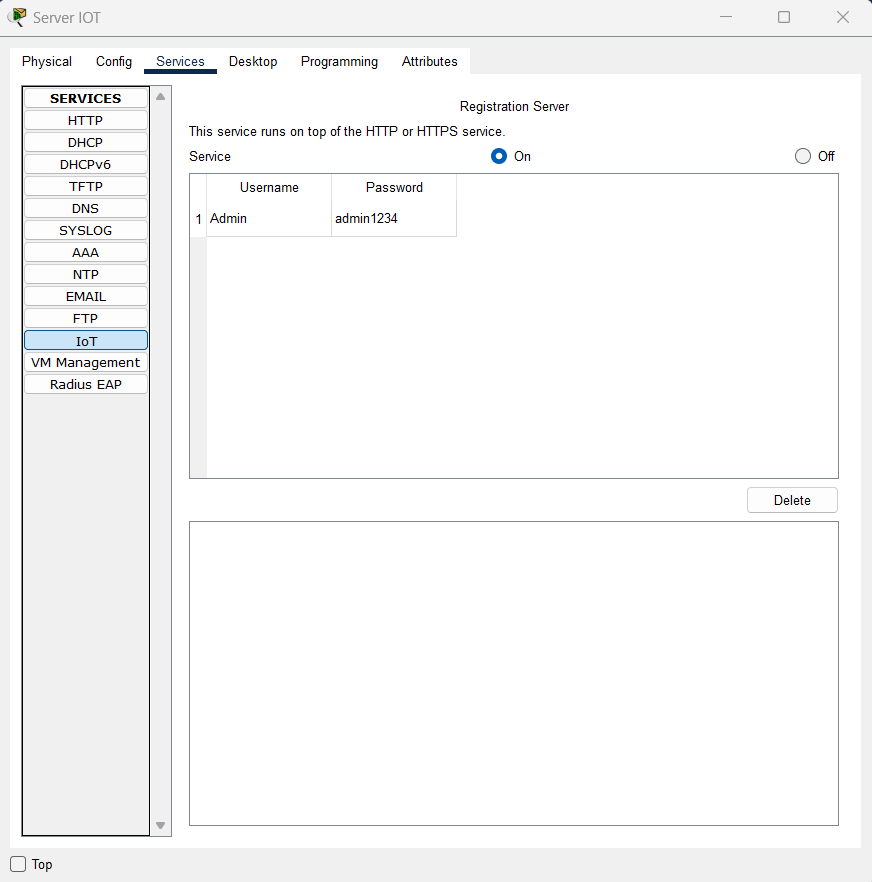 Server IOT
Physical Config Services Desktop Programming Attributes
SERVICES
HTTP
DHCP
DHCPv6
TFTP
DNS
SYSLOG
AAA
NTP
EMAIL
FTP
IoT
VM Management
Radius EAP
Registration Server
This service runs on top of the HTTP or HTTPS service.
Service On Off
Username Password
1 Admin admin1234
Delete
Top